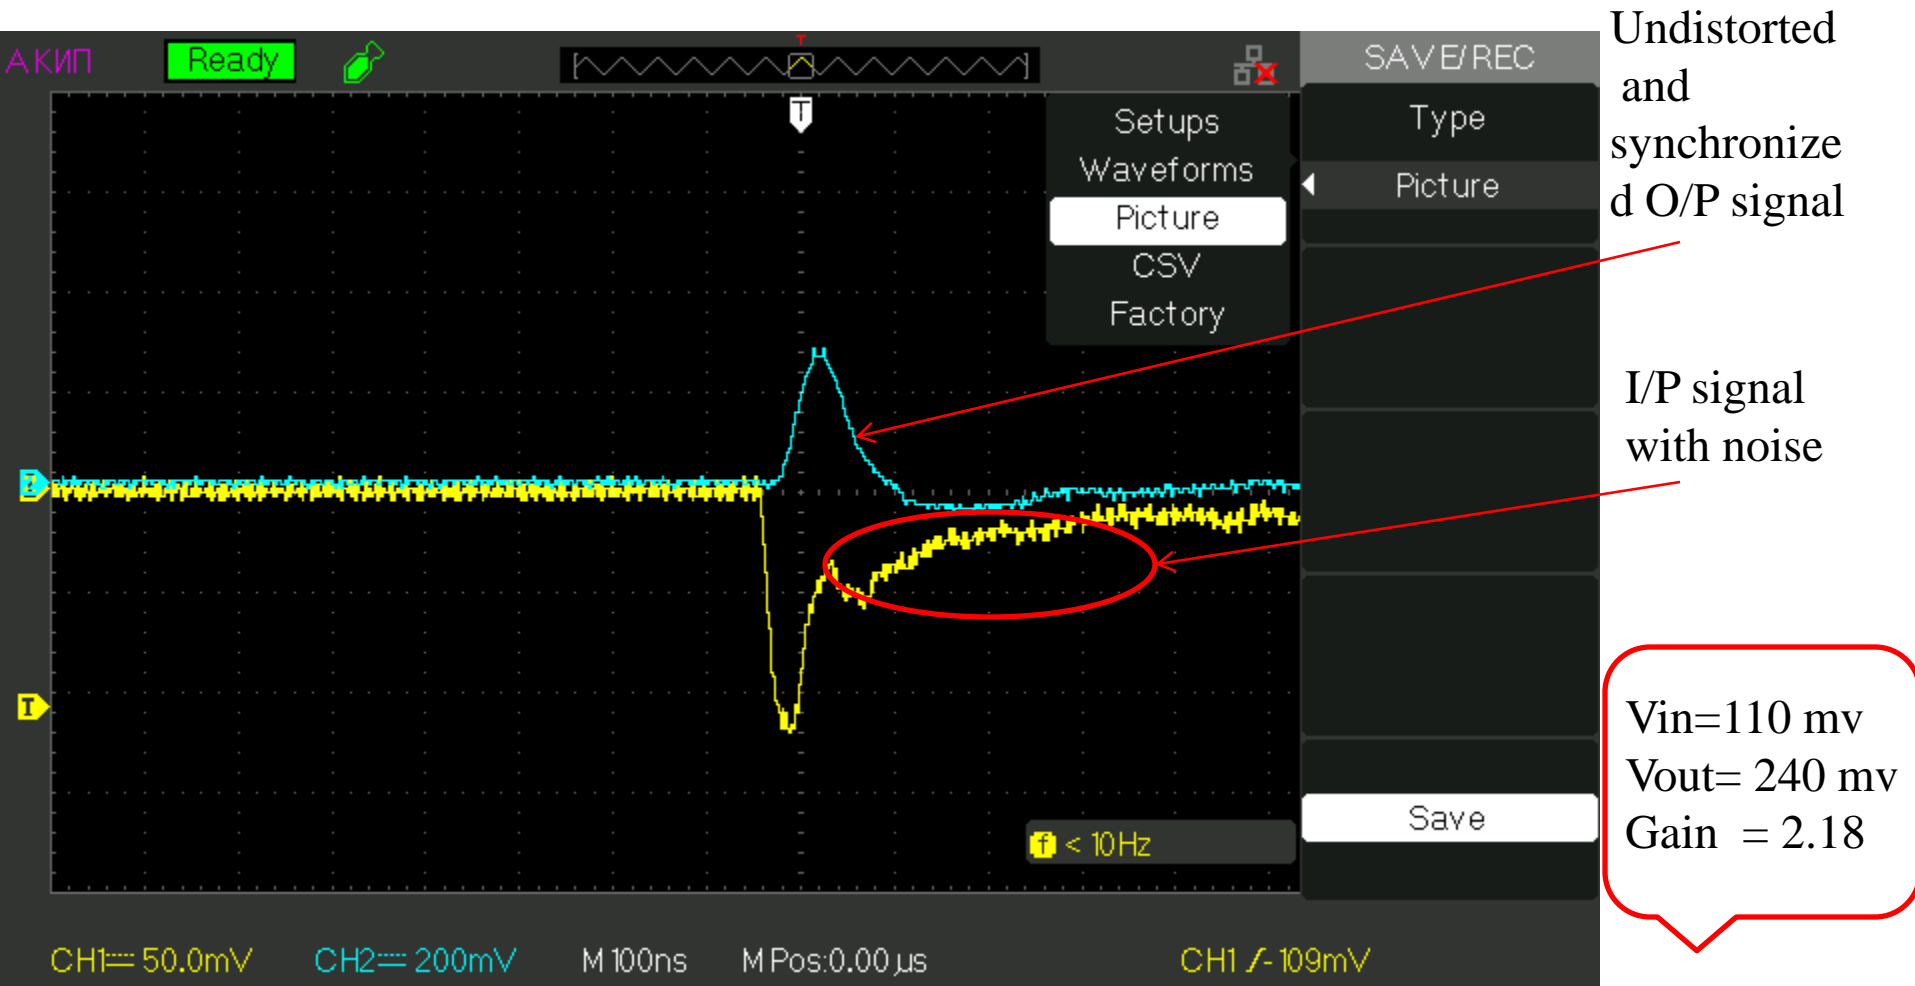 АКИП Ready T SAVE/REC
T
Setups
Waveforms
Picture
CSV
Factory
Type
Picture
Save
2
f < 10Hz
CH1 50.0mV CH2 200mV M 100ns M Pos:0.00µs CH1 -109mV
Undistorted
and
synchronize
d O/P signal
I/P signal
with noise
Vin=110 mv
Vout= 240 mv
Gain = 2.18